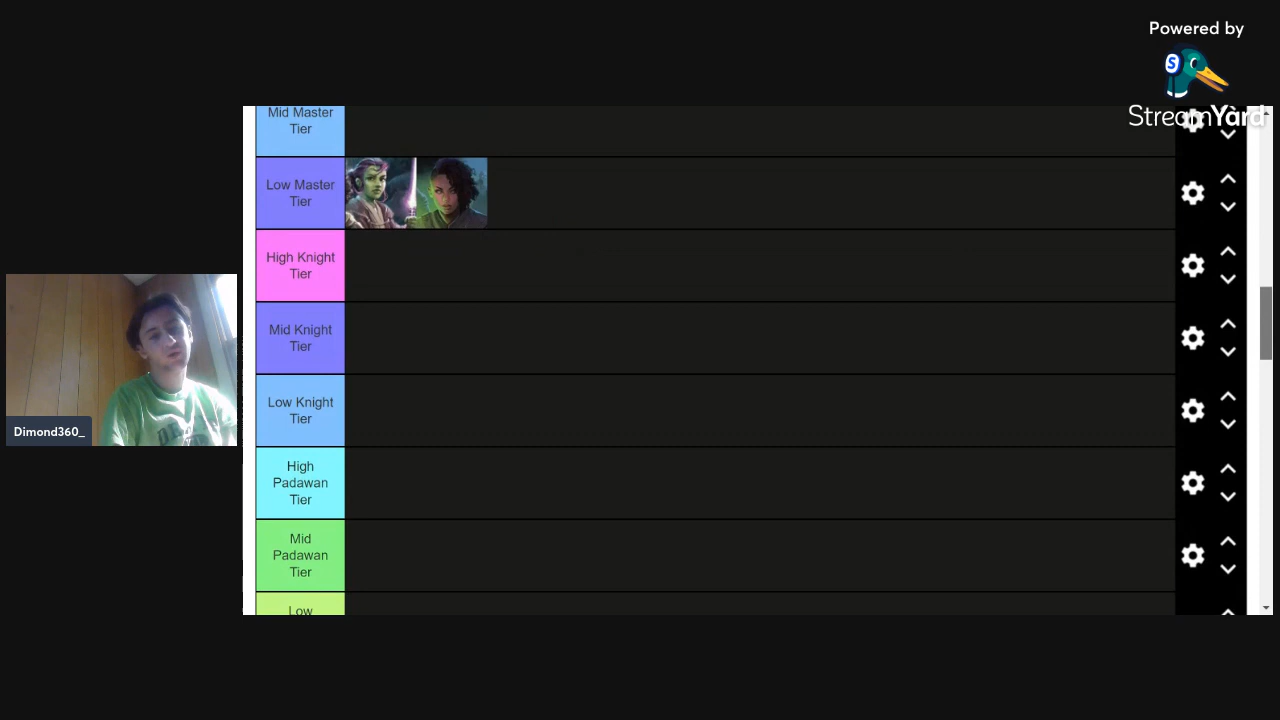 Powered by
StreamYard
Mid Master
Tier
Low Master
Tier
High Knight
Tier
Mid Knight
Tier
Low Knight
Tier
High
Padawan
Tier
Mid
Padawan
Tier
Low
Dimond360_